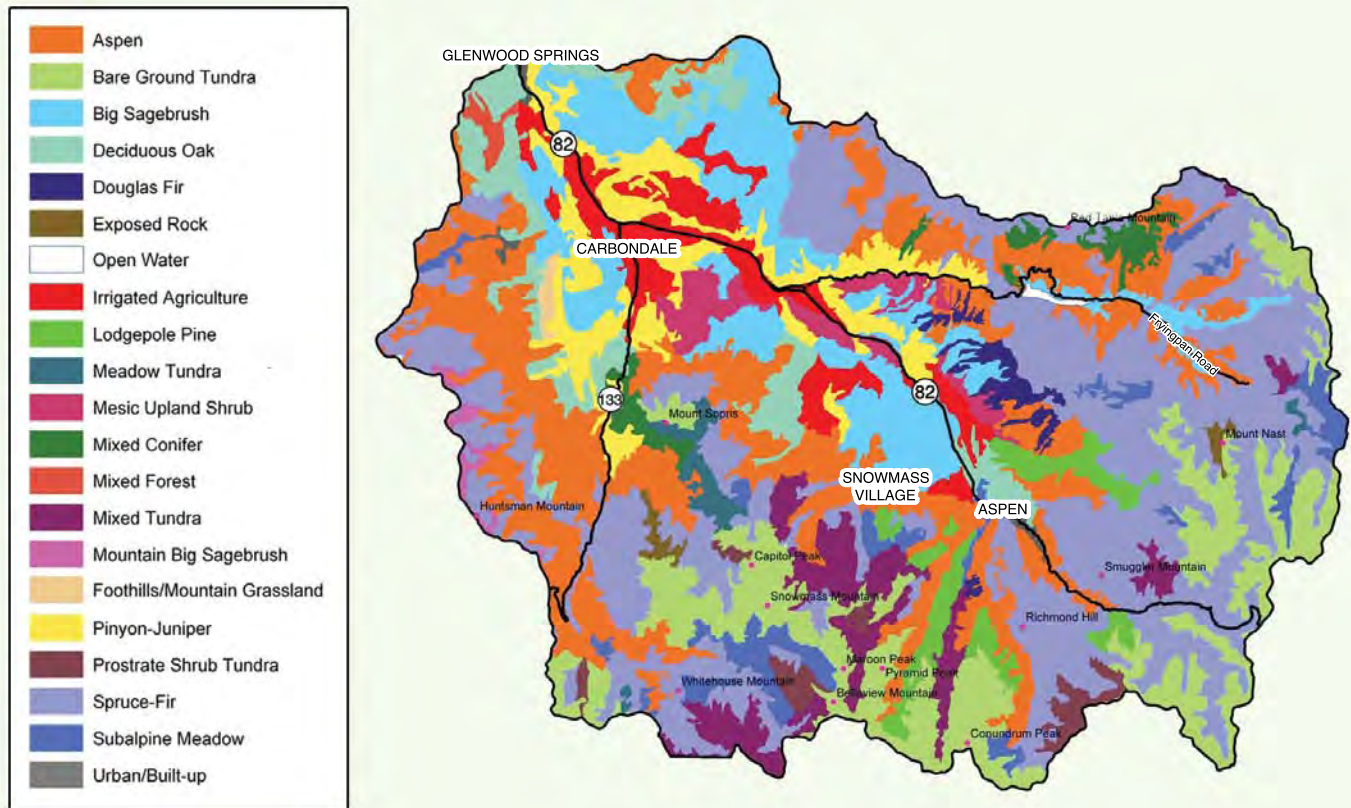 Aspen
Bare Ground Tundra
Big Sagebrush
Deciduous Oak
Douglas Fir
Exposed Rock
Open Water
Irrigated Agriculture
Lodgepole Pine
Meadow Tundra
Mesic Upland Shrub
Mixed Conifer
Mixed Forest
Mixed Tundra
Mountain Big Sagebrush
Foothills/Mountain Grassland
Pinyon-Juniper
Prostrate Shrub Tundra
Spruce-Fir
Subalpine Meadow
Urban/Built-up
GLENWOOD SPRINGS
82
Mountain
CARBONDALE
Fryingpan Road
82
133
Mount Sopris
Mount Nast
SNOWMASS
VILLAGE
Huntsman Mountain
ASPEN
Capitol Peak
Smuggler Mountain
Snowmass Mountain
Richmond Hill
Maroon Peak
Pyramid Point
Whitehouse Mountain
Belleview Mountain
Conundrum Peak